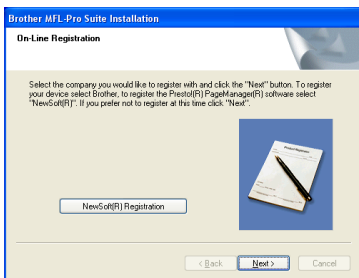 Brother MFL-Pro Suite Installation
On-Line Registration
Select the company you would like to register with and click the "Next" button. To register
your device select Brother, to register the Presto!(R) PageManager(R) software select
"NewSoft(R)". If you prefer not to register at this time click "Next".
Product Registration
NewSoft(R) Registration
< Back
Next >
Cancel